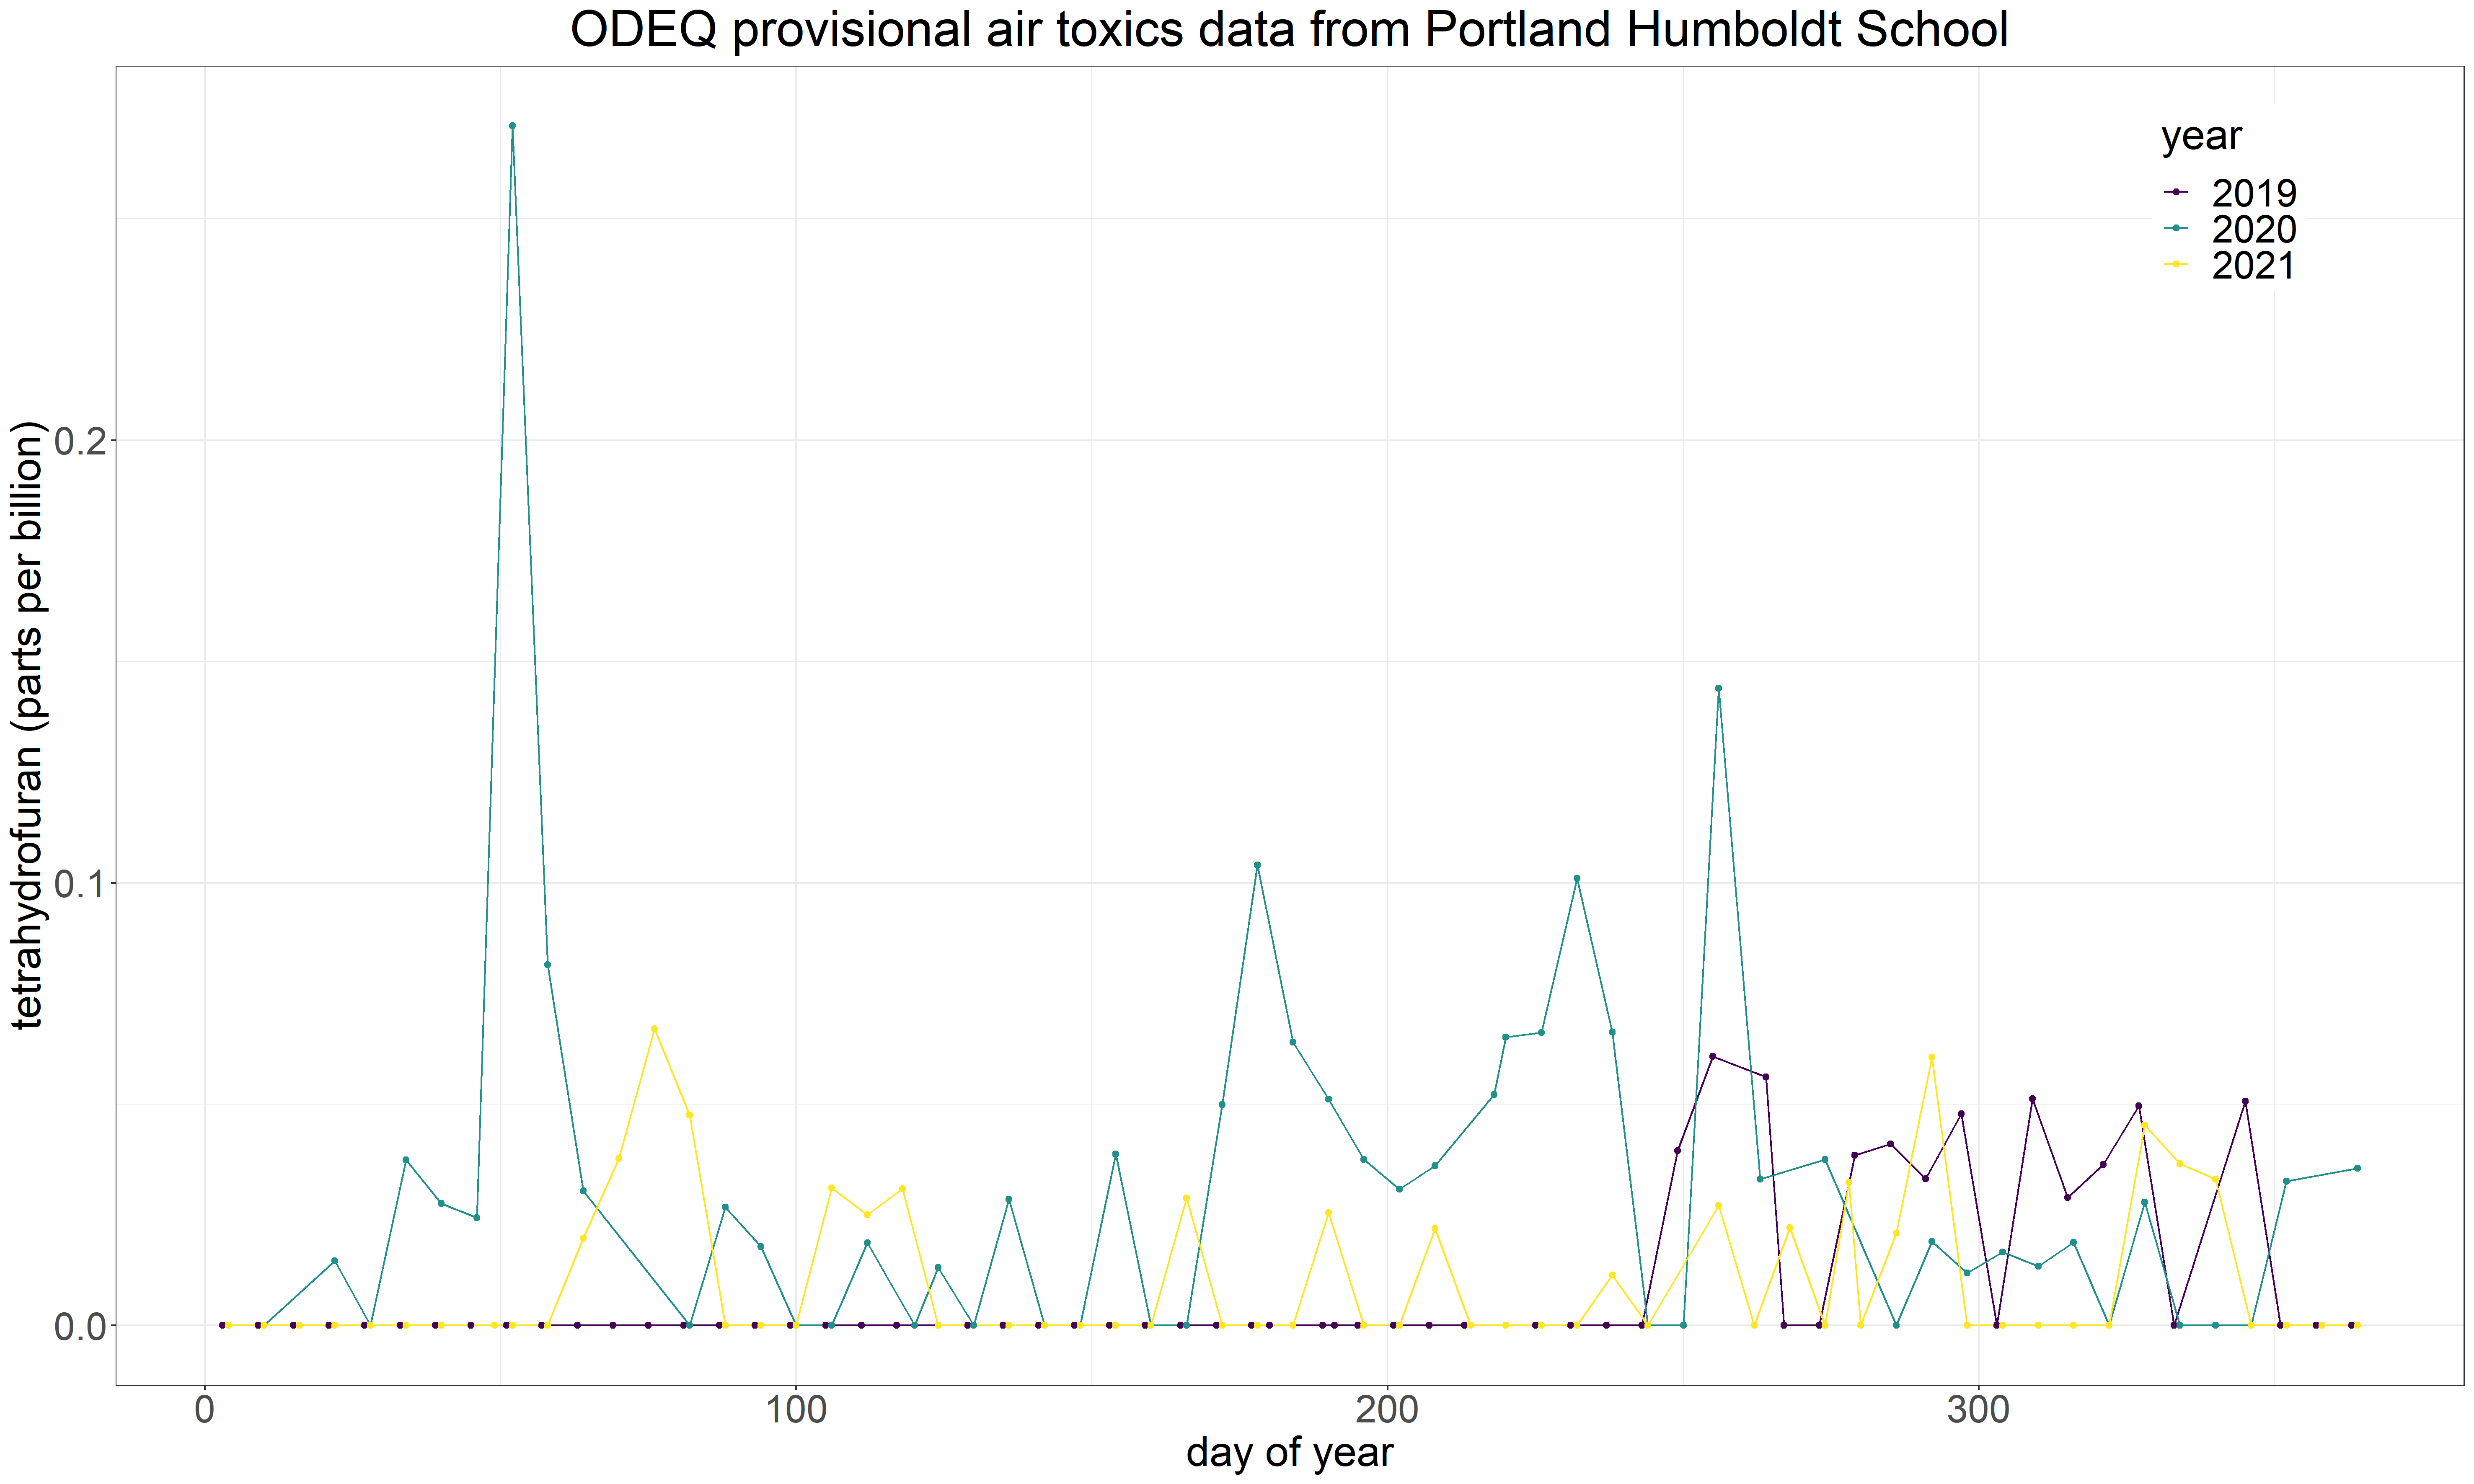 ODEQ provisional air toxics data from Portland Humboldt School
year
2019
2020
2021
tetrahydrofuran (parts per billion)
0.2
0.1
0.0
0 100 200 300
day of year